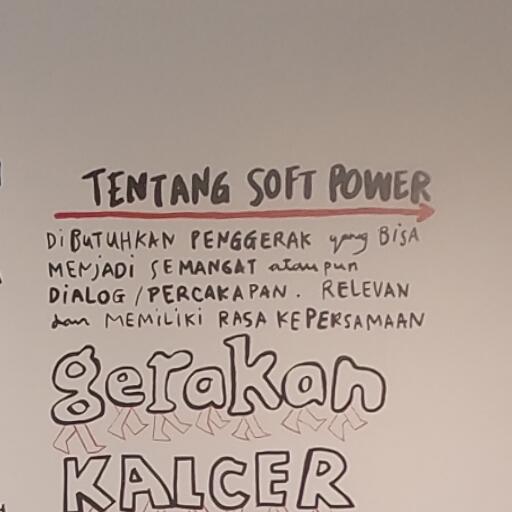 TENTANG SOFT POWER
DiBUTUHKAN PENGGERAK yang BISA
MENJADI SEMANGAT ataupun
DiALOG / PERCAKAPAN. RELEVAN
dan MEMILIKI RASA KEPERSAMAAN
gerakan
KALCER